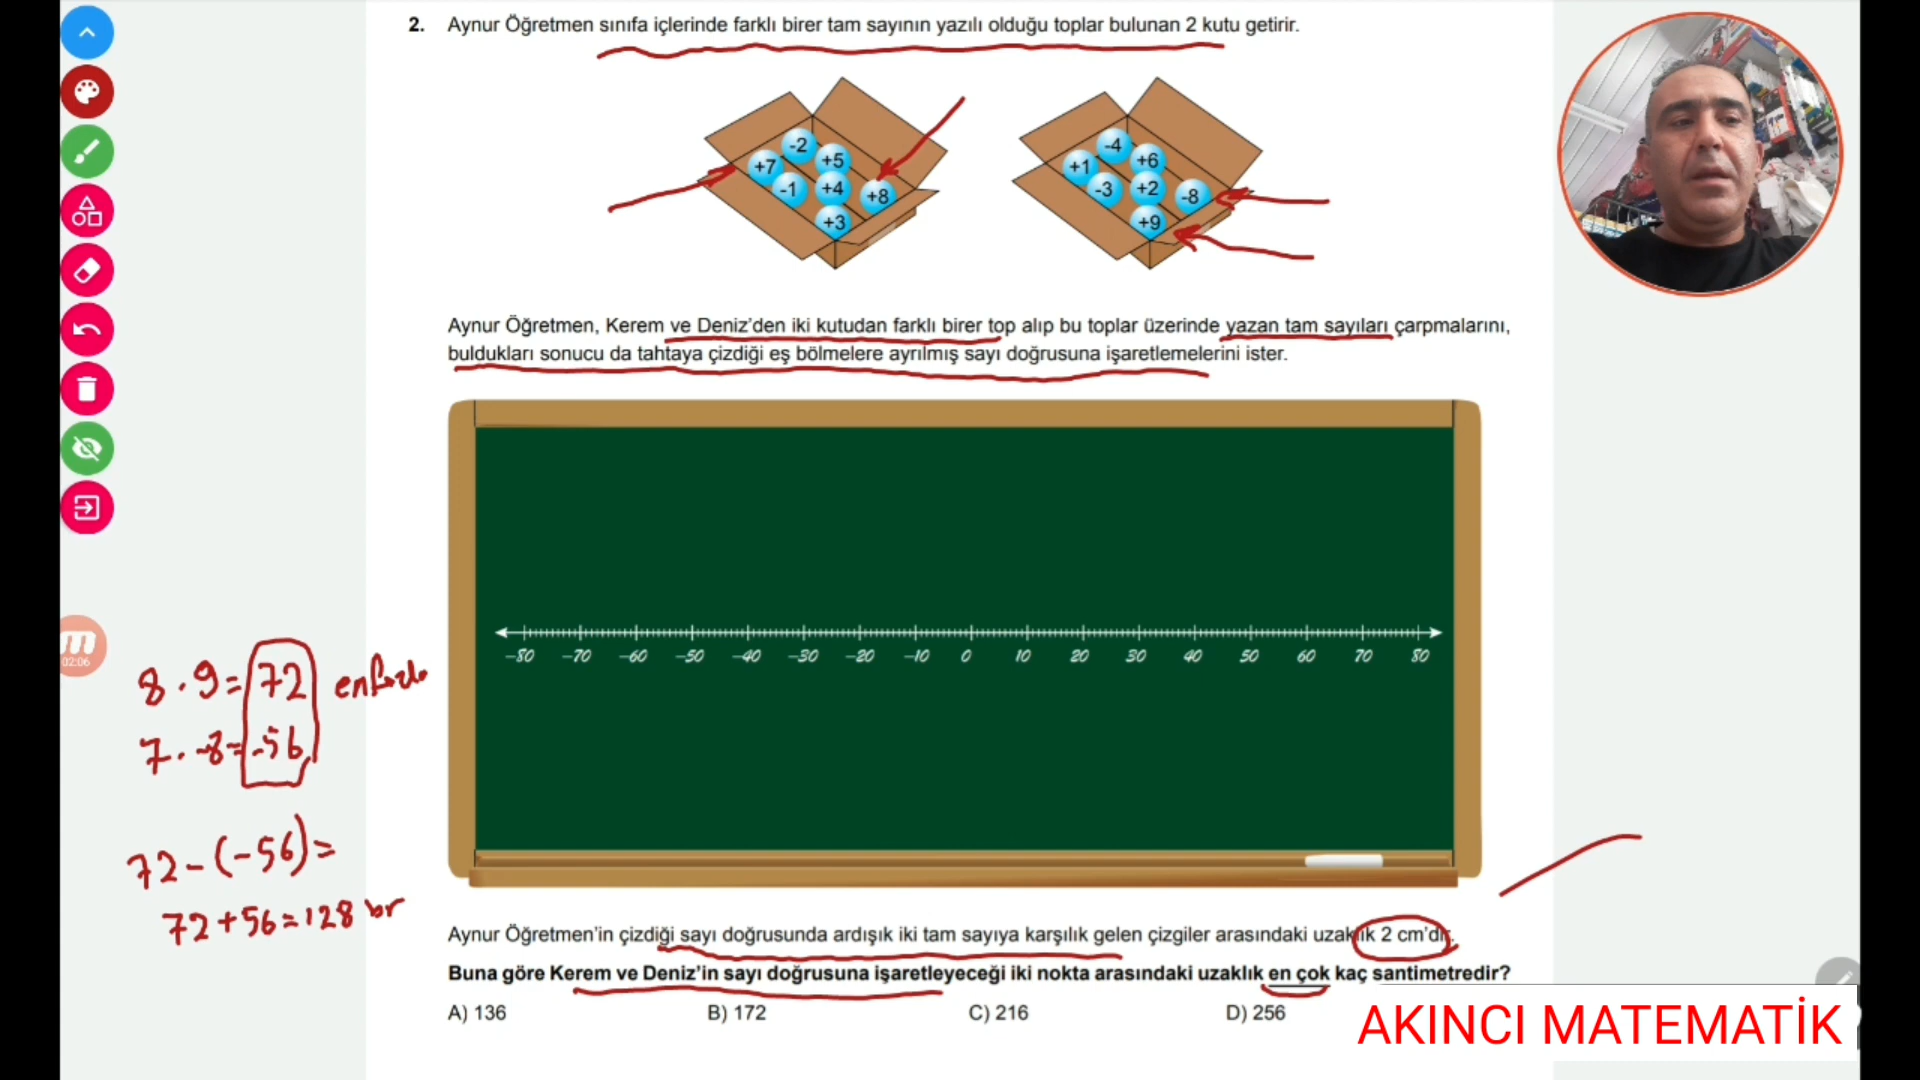 2. Aynur Öğretmen sınıfa içlerinde farklı birer tam sayının yazılı olduğu toplar bulunan 2 kutu getirir.
-2
+7
+5
-1
+4
+8
+3
-4
+1
+6
-3
+2
-8
+9
Aynur Öğretmen, Kerem ve Deniz'den iki kutudan farklı birer top alıp bu toplar üzerinde yazan tam sayıları çarpmalarını,
buldukları sonucu da tahtaya çizdiği eş bölmelere ayrılmış sayı doğrusuna işaretlemelerini ister.
-80 -70 -60 -50 -40 -30 -20 -10 0 10 20 30 40 50 60 70 80
02:06
8 . 9 = 72 en fazla
7 . -8 = -56
72 - (-56) =
72 + 56 = 128 br
Aynur Öğretmen'in çizdiği sayı doğrusunda ardışık iki tam sayıya karşılık gelen çizgiler arasındaki uzaklık 2 cm'dir.
Buna göre Kerem ve Deniz'in sayı doğrusuna işaretleyeceği iki nokta arasındaki uzaklık en çok kaç santimetredir?
A) 136 B) 172 C) 216 D) 256
AKINCI MATEMATİK